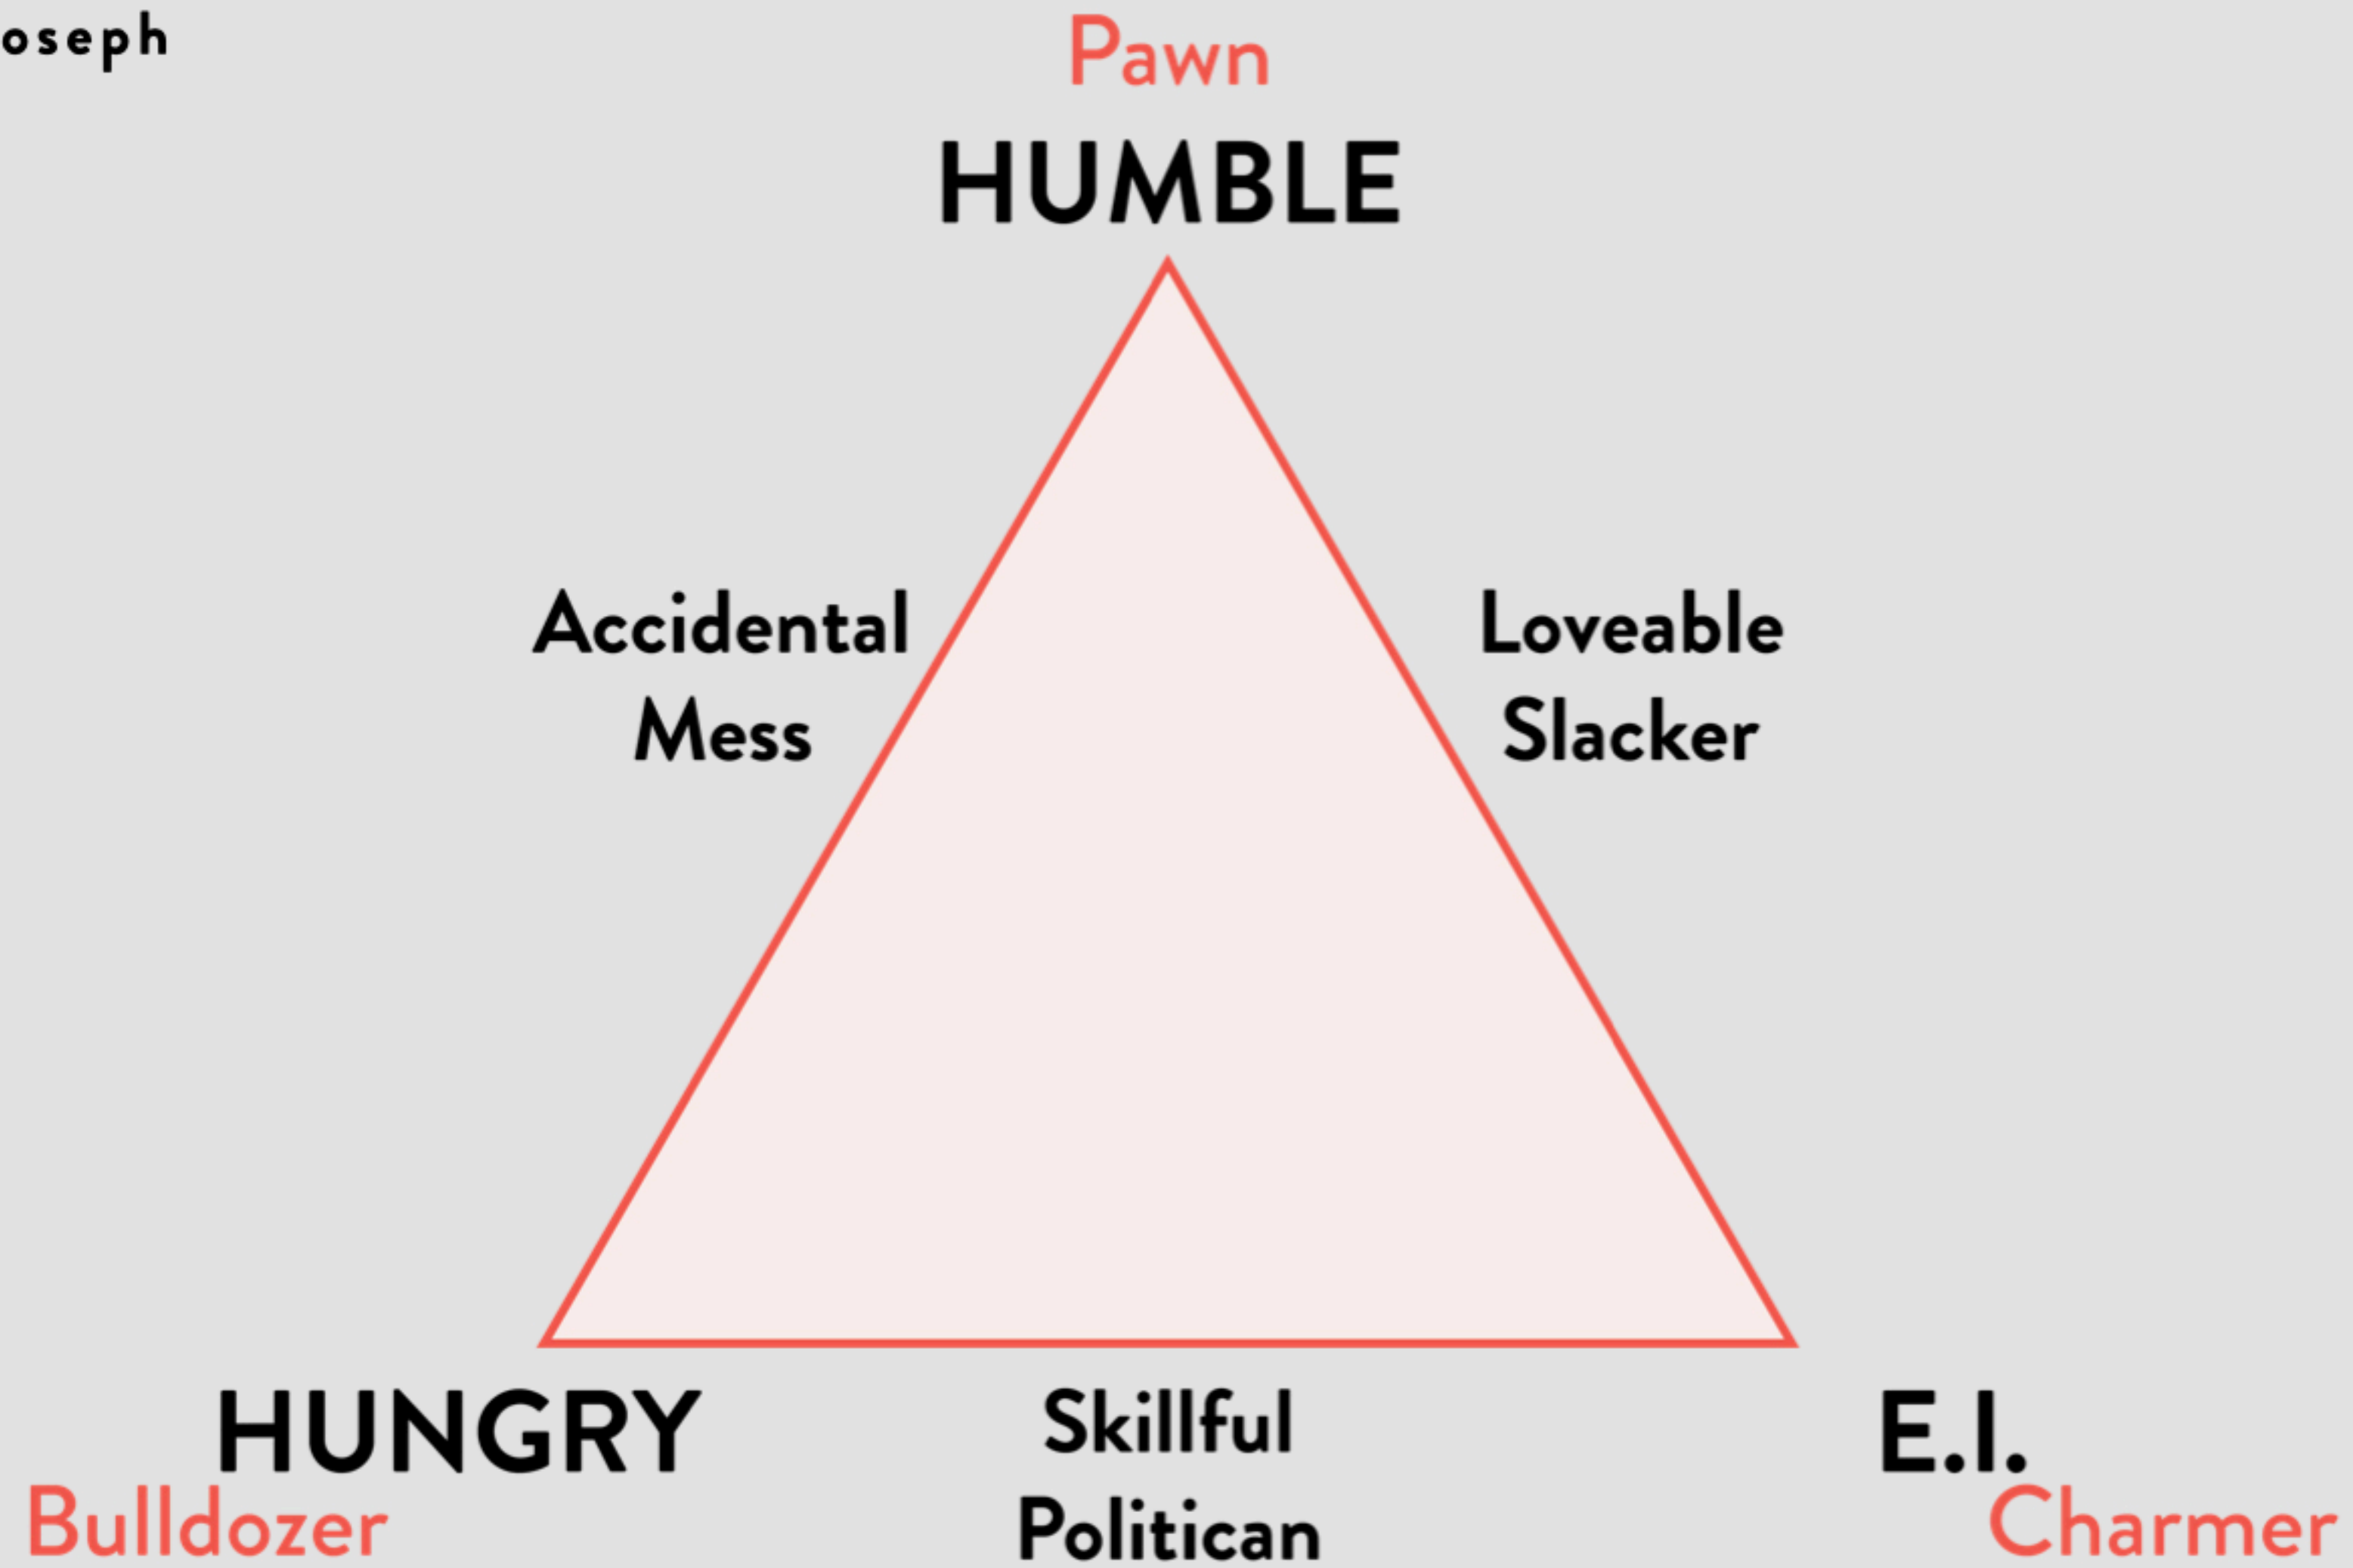 oseph
Pawn
HUMBLE
Accidental
Mess
Loveable
Slacker
HUNGRY
Bulldozer
Skillful
Politican
E.I.
Charmer